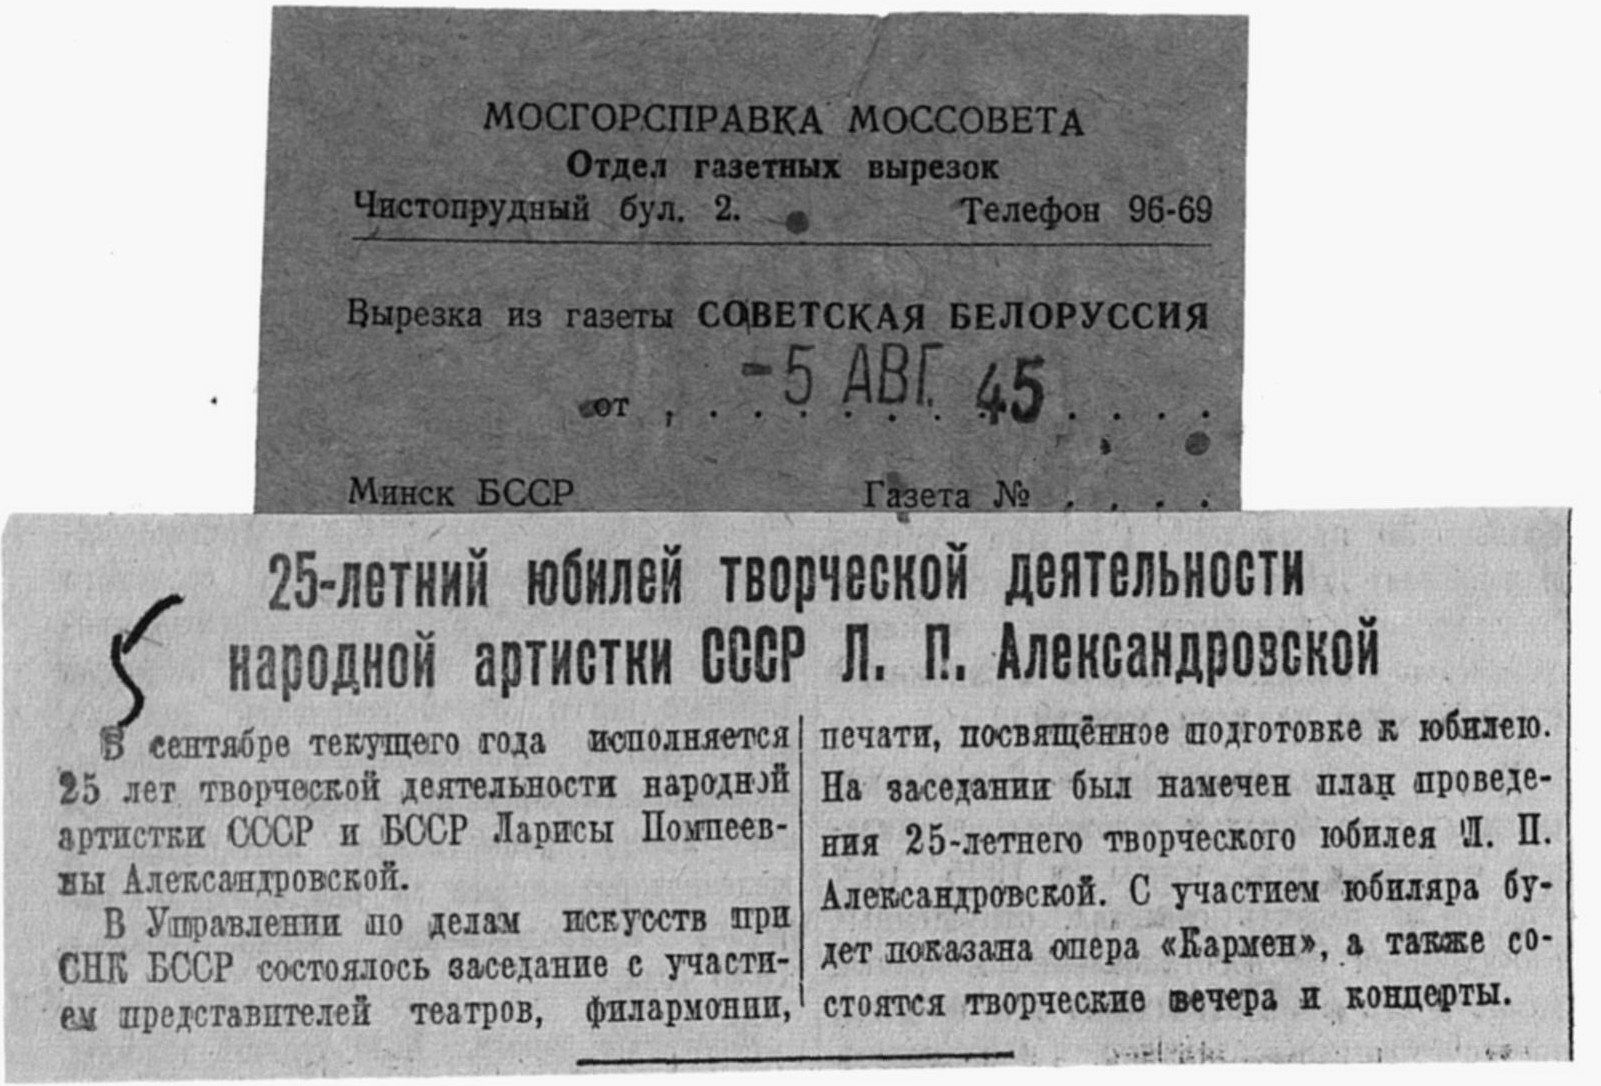 МОСГОРСПРАВКА МОССОВЕТА
Отдел газетных вырезок
Чистопрудный бул. 2. Телефон 96-69
Вырезка из газеты СОВЕТСКАЯ БЕЛОРУССИЯ
от , . . - 5 АВГ. 45 . . . .
Минск БССР Газета № . . . .
25-летний юбилей творческой деятельности
народной артистки СССР Л. П. Александровской
В сентябре текущего года исполняется
25 лет творческой деятельности народной
артистки СССР и БССР Ларисы Помпеев-
ны Александровской.
В Управлении по делам искусств при
СНК БССР состоялось заседание с участи-
ем представителей театров, филармонии,
печати, посвящённое подготовке к юбилею.
На заседании был намечен план проведе-
ния 25-летнего творческого юбилея Л. П.
Александровской. С участием юбиляра бу-
дет показана опера «Кармен», а также со-
стоятся творческие вечера и концерты.